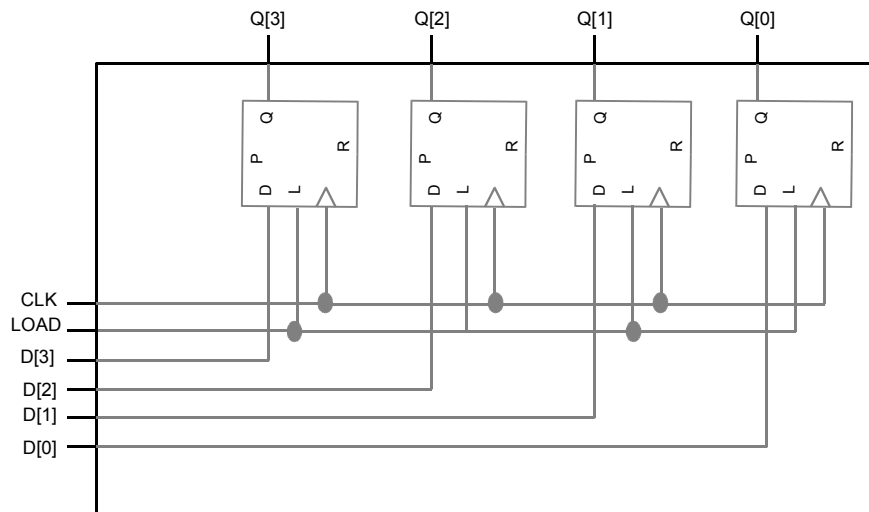 Q[3] Q[2] Q[1] Q[0]
Q Q Q Q
P R P R P R P R
D L D L D L D L
CLK
LOAD
D[3]
D[2]
D[1]
D[0]